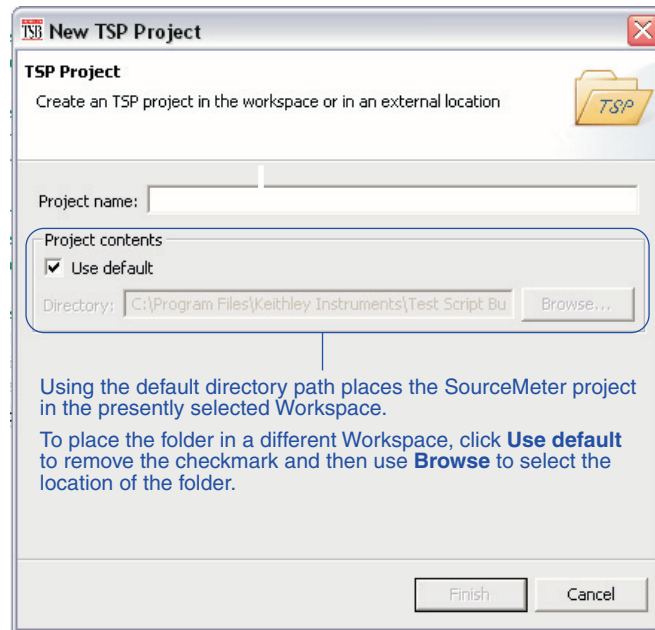 TSB New TSP Project
TSP Project
Create an TSP project in the workspace or in an external location
TSP
Project name:
Project contents
Use default
Directory: C:\Program Files\Keithley Instruments\Test Script Bu Browse...
Using the default directory path places the SourceMeter project
in the presently selected Workspace.
To place the folder in a different Workspace, click Use default
to remove the checkmark and then use Browse to select the
location of the folder.
Finish Cancel